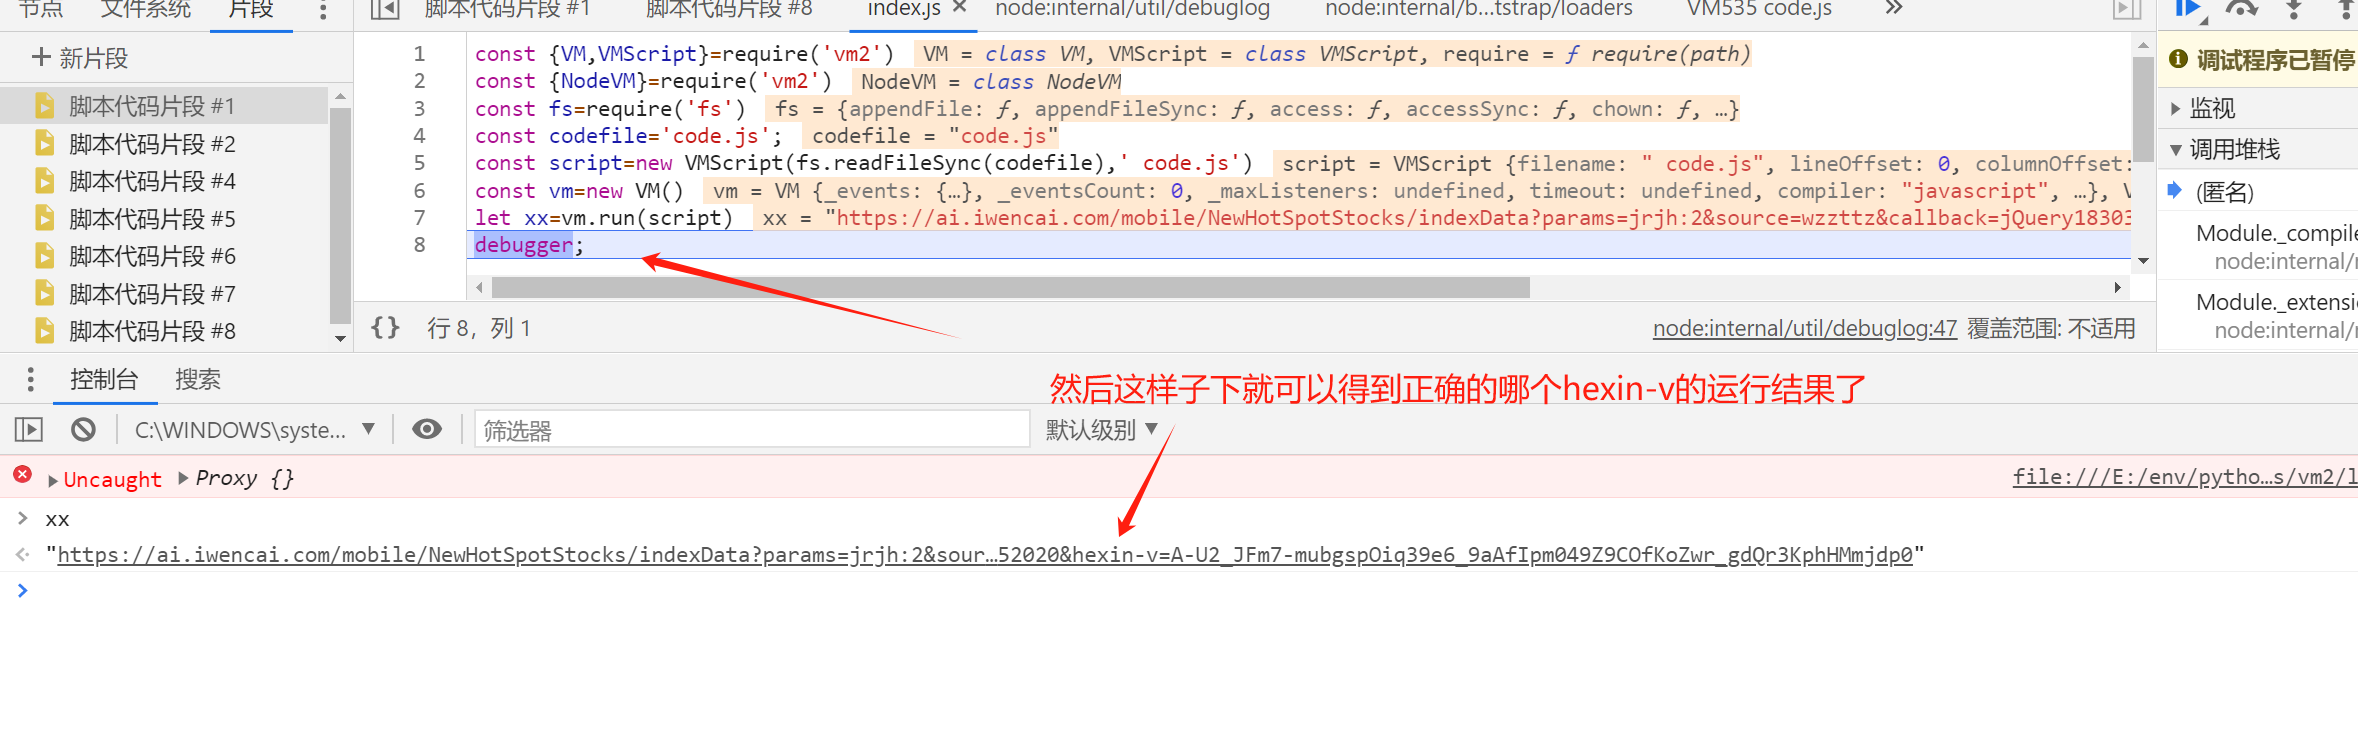 节点 文件系统 片段
脚本代码片段 #1 脚本代码片段 #8 index.js × node:internal/util/debuglog node:internal/b...tstrap/loaders VM535 code.js »
+ 新片段
脚本代码片段 #1
脚本代码片段 #2
脚本代码片段 #4
脚本代码片段 #5
脚本代码片段 #6
脚本代码片段 #7
脚本代码片段 #8
1 const {VM,VMScript}=require('vm2') VM = class VM, VMScript = class VMScript, require = ƒ require(path)
2 const {NodeVM}=require('vm2') NodeVM = class NodeVM
3 const fs=require('fs') fs = {appendFile: ƒ, appendFileSync: ƒ, access: ƒ, accessSync: ƒ, chown: ƒ, …}
4 const codefile='code.js'; codefile = "code.js"
5 const script=new VMScript(fs.readFileSync(codefile),' code.js') script = VMScript {filename: " code.js", lineOffset: 0, columnOffset:
6 const vm=new VM() vm = VM {_events: {…}, _eventsCount: 0, _maxListeners: undefined, timeout: undefined, compiler: "javascript", …}, V
7 let xx=vm.run(script) xx = "https://ai.iwencai.com/mobile/NewHotSpotStocks/indexData?params=jrjh:2&source=wzzttz&callback=jQuery18303
8 debugger;
{} 行 8，列 1 node:internal/util/debuglog:47 覆盖范围: 不适用
调试程序已暂停
监视
调用堆栈
(匿名)
Module._compile
node:internal/
Module._extensi
node:internal/
控制台 搜索
然后这样子下就可以得到正确的哪个hexin-v的运行结果了
C:\WINDOWS\syste... 筛选器 默认级别
Uncaught Proxy {} file:///E:/env/pytho…s/vm2/l
> xx
"https://ai.iwencai.com/mobile/NewHotSpotStocks/indexData?params=jrjh:2&sour…52020&hexin-v=A-U2_JFm7-mubgspOiq39e6_9aAfIpm049Z9COfKoZwr_gdQr3KphHMmjdp0"
>